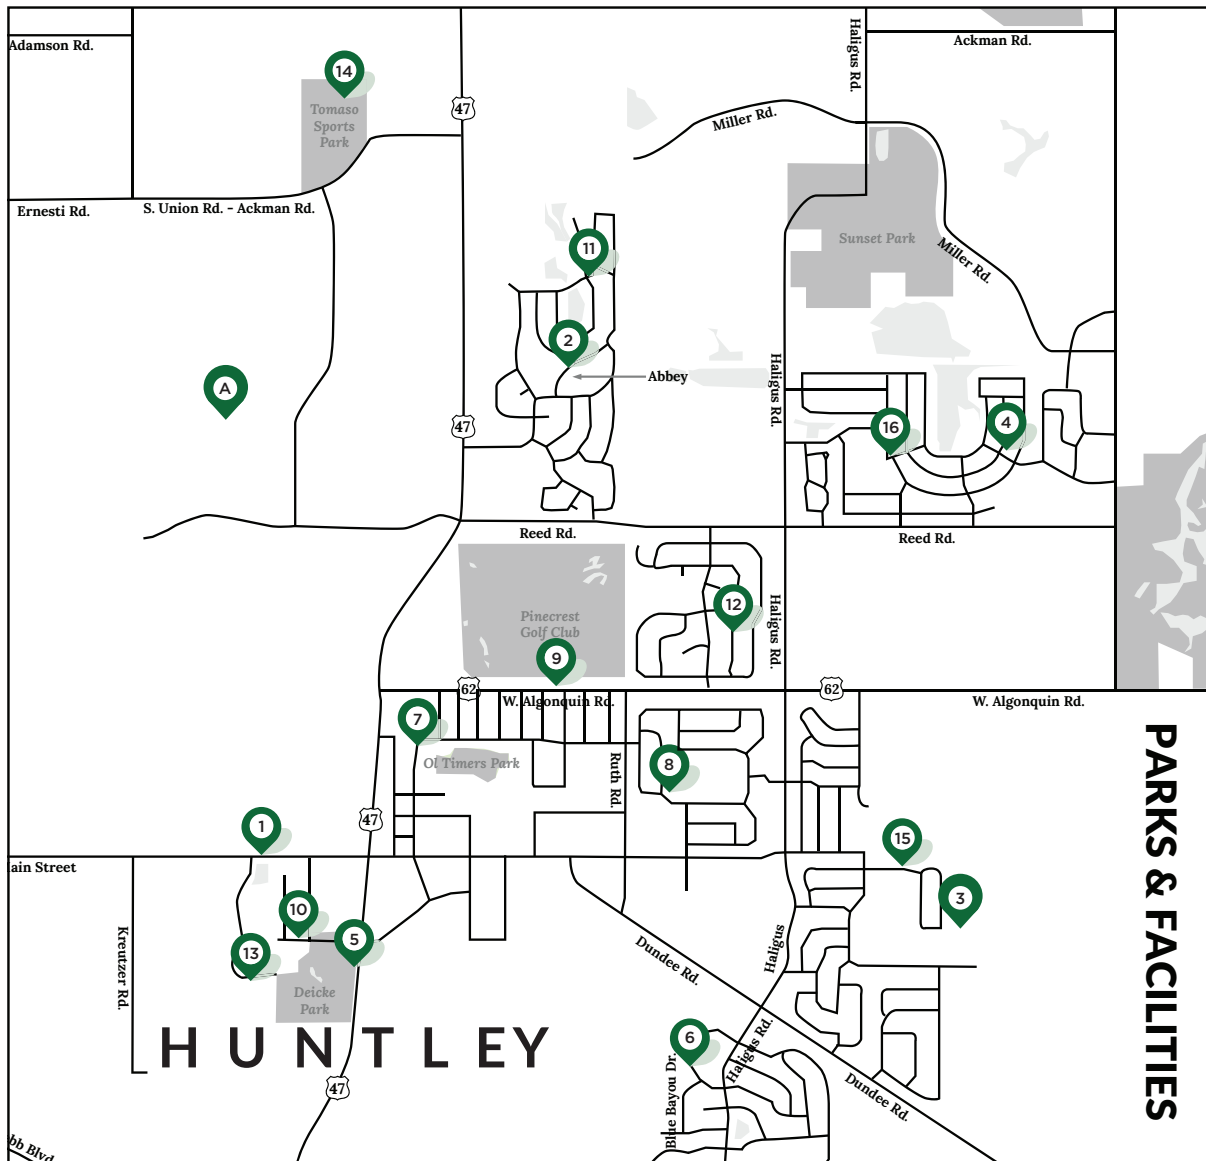 Adamson Rd.
14
Tomaso
Sports
Park
47
Haligus Rd.
Ackman Rd.
Miller Rd.
Ernesti Rd.
S. Union Rd. - Ackman Rd.
11
Sunset Park
Miller Rd.
2
Abbey
A
Haligus Rd.
47
16
4
Reed Rd.
Reed Rd.
Pinecrest
Golf Club
12
Haligus Rd.
9
62
62
W. Algonquin Rd.
W. Algonquin Rd.
7
Ol Timers Park
Ruth Rd.
8
PARKS & FACILITIES
47
1
15
ain Street
3
10
13
5
Kreutzer Rd.
Deicke
Park
Dundee Rd.
Haligus
HUNTLEY
6
Haligus Rd.
Blue Bayou Dr.
Dundee Rd.
47
bb Blvd